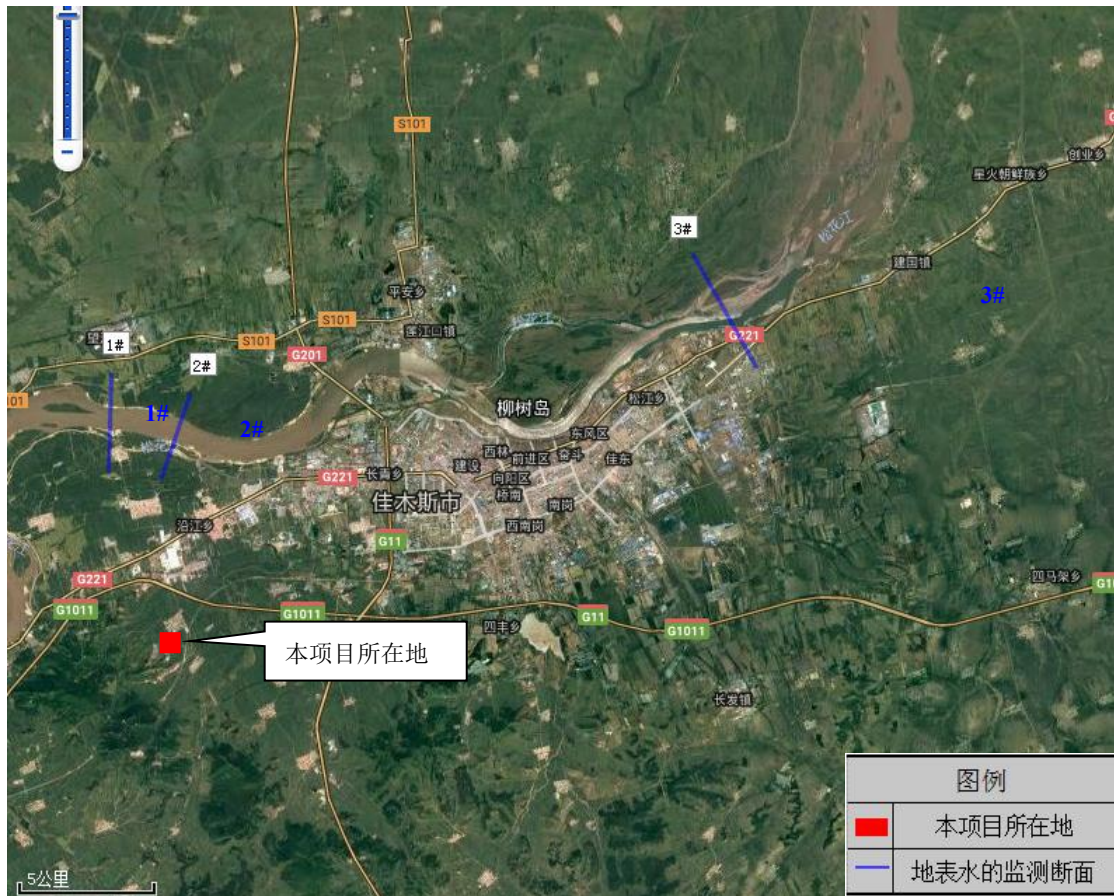 S101
创业乡
星火朝鲜族乡
3#
松花江
建国镇
平安乡
3#
S101
莲江口镇
G221
望
1#
S101
G201
2#
101
柳树岛
松江乡
1#
2#
东风区
西林
奋斗
建设
前进区
佳东
长青乡
G221
向阳区
佳木斯市
桥南
南岗
沿江乡
西南岗
G11
G221
四马架乡
G1011
G1011
G11
G1011
四丰乡
本项目所在地
长发镇
图例
本项目所在地
地表水的监测断面
5公里